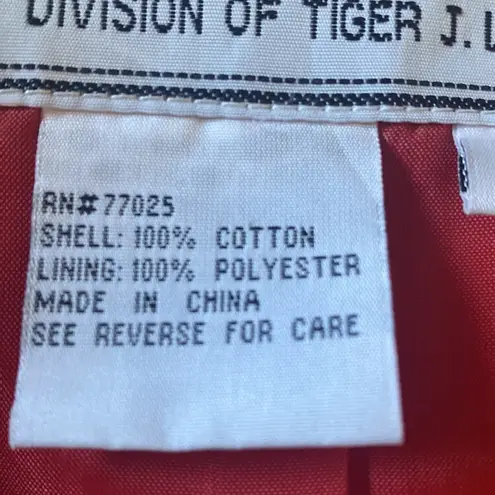 DIVISION OF TIGER J. L
RN#77025
SHELL: 100% COTTON
LINING: 100% POLYESTER
MADE IN CHINA
SEE REVERSE FOR CARE